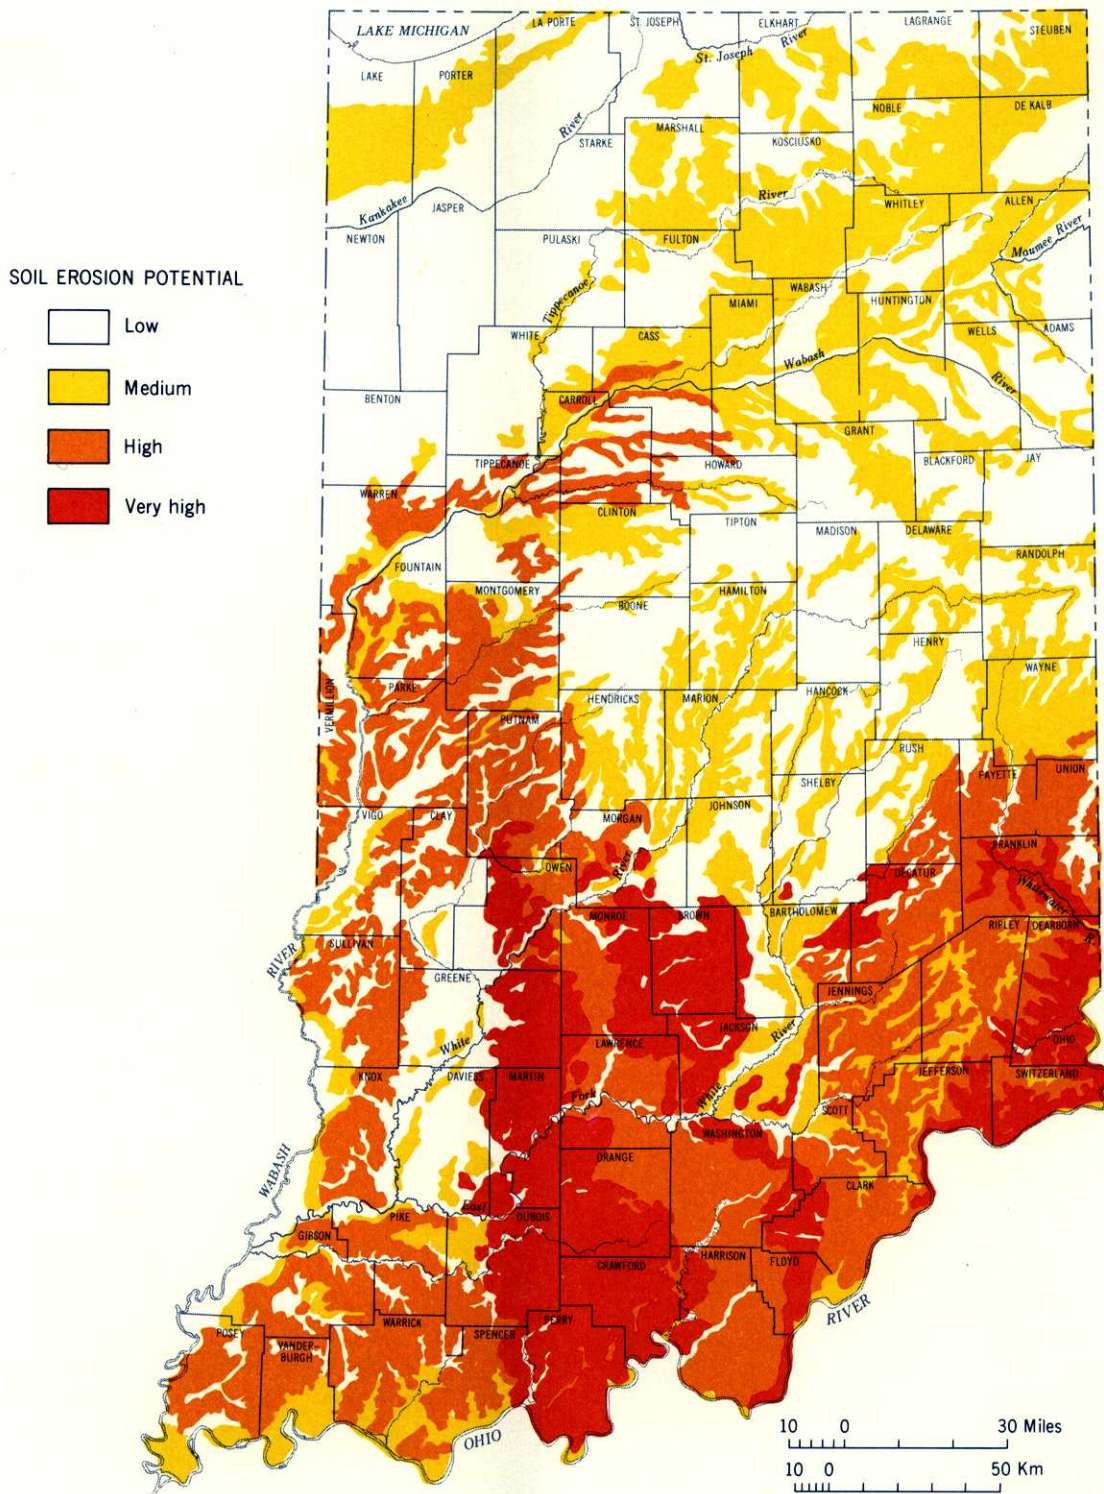 LAKE MICHIGAN
LA PORTE
ST. JOSEPH
ELKHART
LAGRANGE
STEUBEN
St. Joseph
River
LAKE
PORTER
NOBLE
DE KALB
River
STARKE
MARSHALL
KOSCIUSKO
Kankakee
JASPER
River
WHITLEY
ALLEN
NEWTON
PULASKI
FULTON
Maumee River
SOIL EROSION POTENTIAL
Low
Medium
High
Very high
Tippecanoe
MIAMI
WABASH
HUNTINGTON
WHITE
CASS
WELLS
ADAMS
Wabash
River
BENTON
CARROLL
GRANT
TIPPECANOE
HOWARD
BLACKFORD
JAY
WARREN
CLINTON
TIPTON
MADISON
DELAWARE
RANDOLPH
FOUNTAIN
MONTGOMERY
BOONE
HAMILTON
HENRY
WAYNE
VERMILLION
PARKE
PUTNAM
HENDRICKS
MARION
HANCOCK
RUSH
FAYETTE
UNION
SHELBY
VIGO
CLAY
MORGAN
JOHNSON
FRANKLIN
OWEN
River
DECATUR
Whitewater
R.
MONROE
BROWN
BARTHOLOMEW
RIPLEY
DEARBORN
SULLIVAN
RIVER
GREENE
JENNINGS
White
JACKSON
River
LAWRENCE
OHIO
KNOX
DAVIESS
MARTIN
JEFFERSON
SWITZERLAND
Fork
White
SCOTT
WASHINGTON
WABASH
ORANGE
CLARK
East
PIKE
DUBOIS
GIBSON
HARRISON
FLOYD
CRAWFORD
RIVER
POSEY
WARRICK
SPENCER
PERRY
VANDER-
BURGH
OHIO
10 0 30 Miles
10 0 50 Km